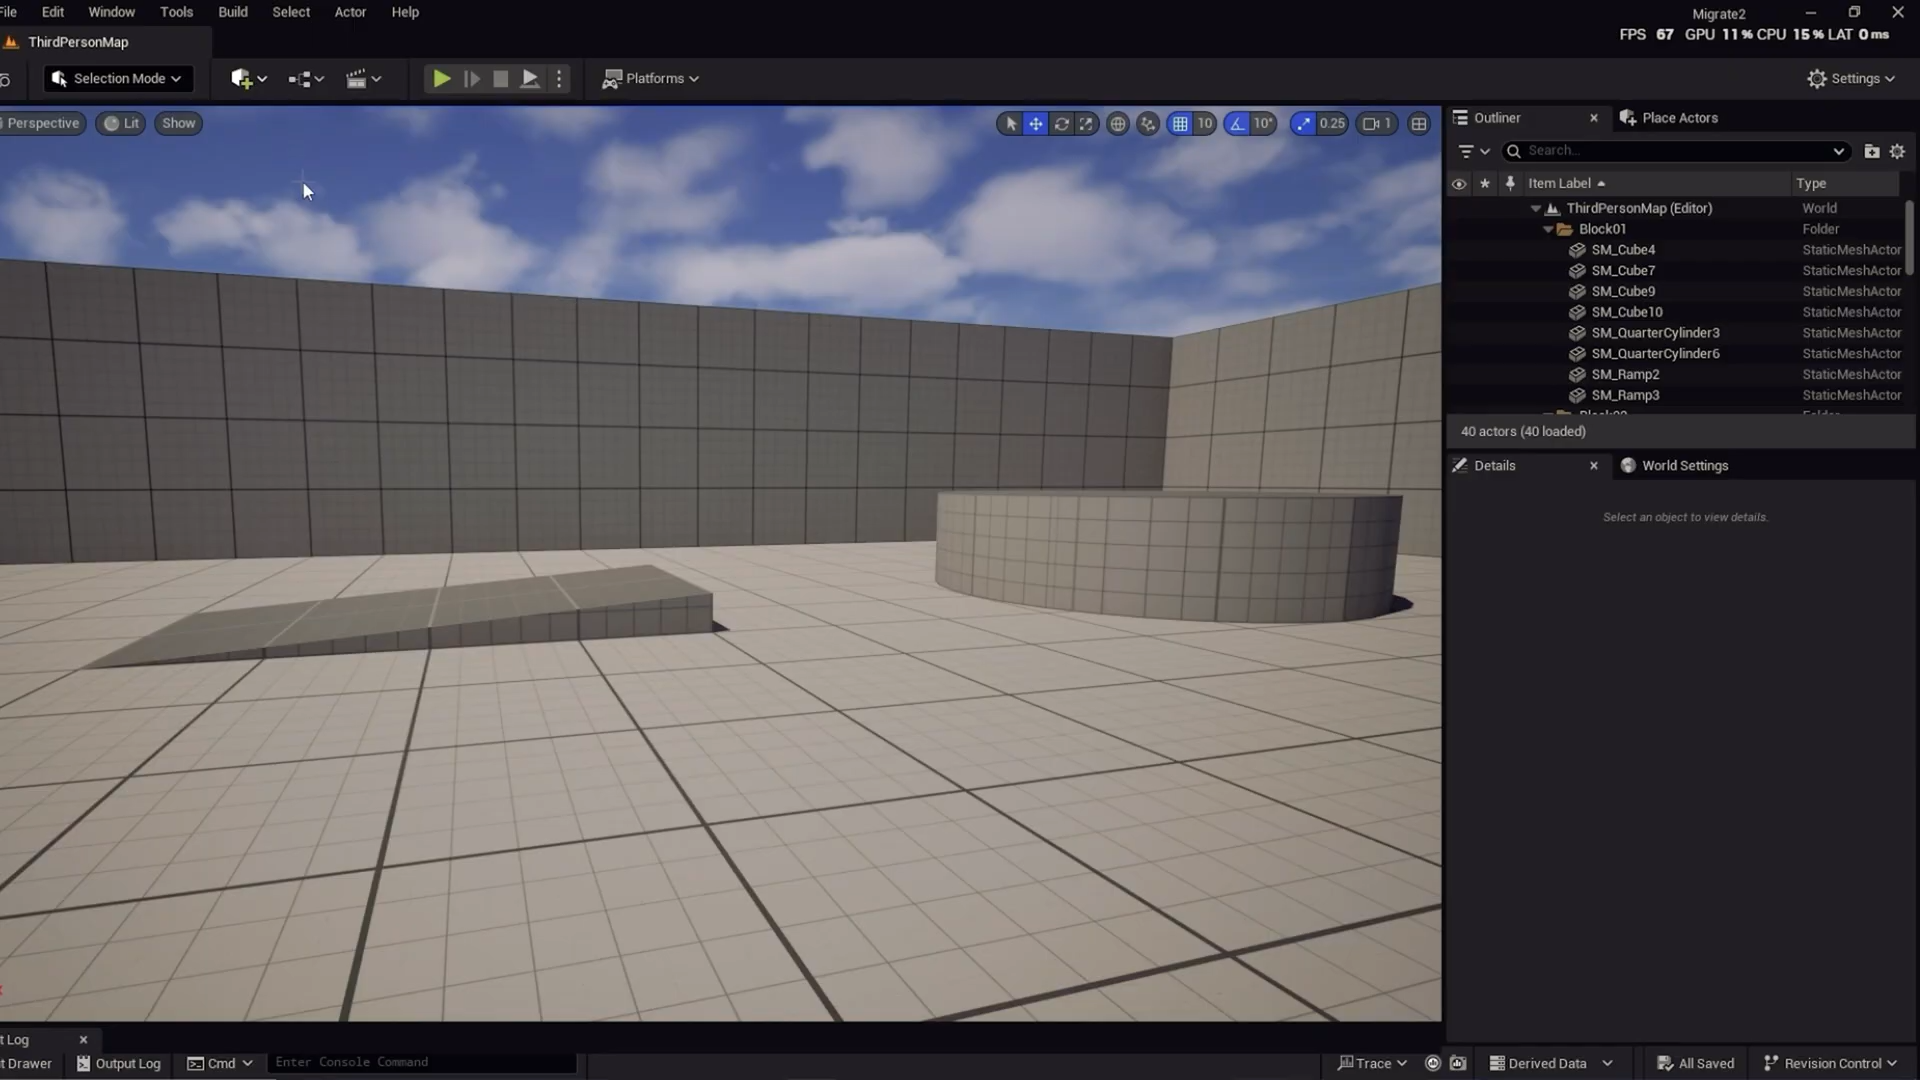 File Edit Window Tools Build Select Actor Help
Migrate2
FPS 67 GPU 11% CPU 15% LAT 0 ms
ThirdPersonMap
Selection Mode
Platforms
Settings
Perspective Lit Show
10 10° 0.25 1
Outliner Place Actors
Search...
Item Label Type
ThirdPersonMap (Editor) World
Block01 Folder
SM_Cube4 StaticMeshActor
SM_Cube7 StaticMeshActor
SM_Cube9 StaticMeshActor
SM_Cube10 StaticMeshActor
SM_QuarterCylinder3 StaticMeshActor
SM_QuarterCylinder6 StaticMeshActor
SM_Ramp2 StaticMeshActor
SM_Ramp3 StaticMeshActor
40 actors (40 loaded)
Details World Settings
Select an object to view details.
t Log
t Drawer Output Log Cmd Enter Console Command
Trace Derived Data All Saved Revision Control